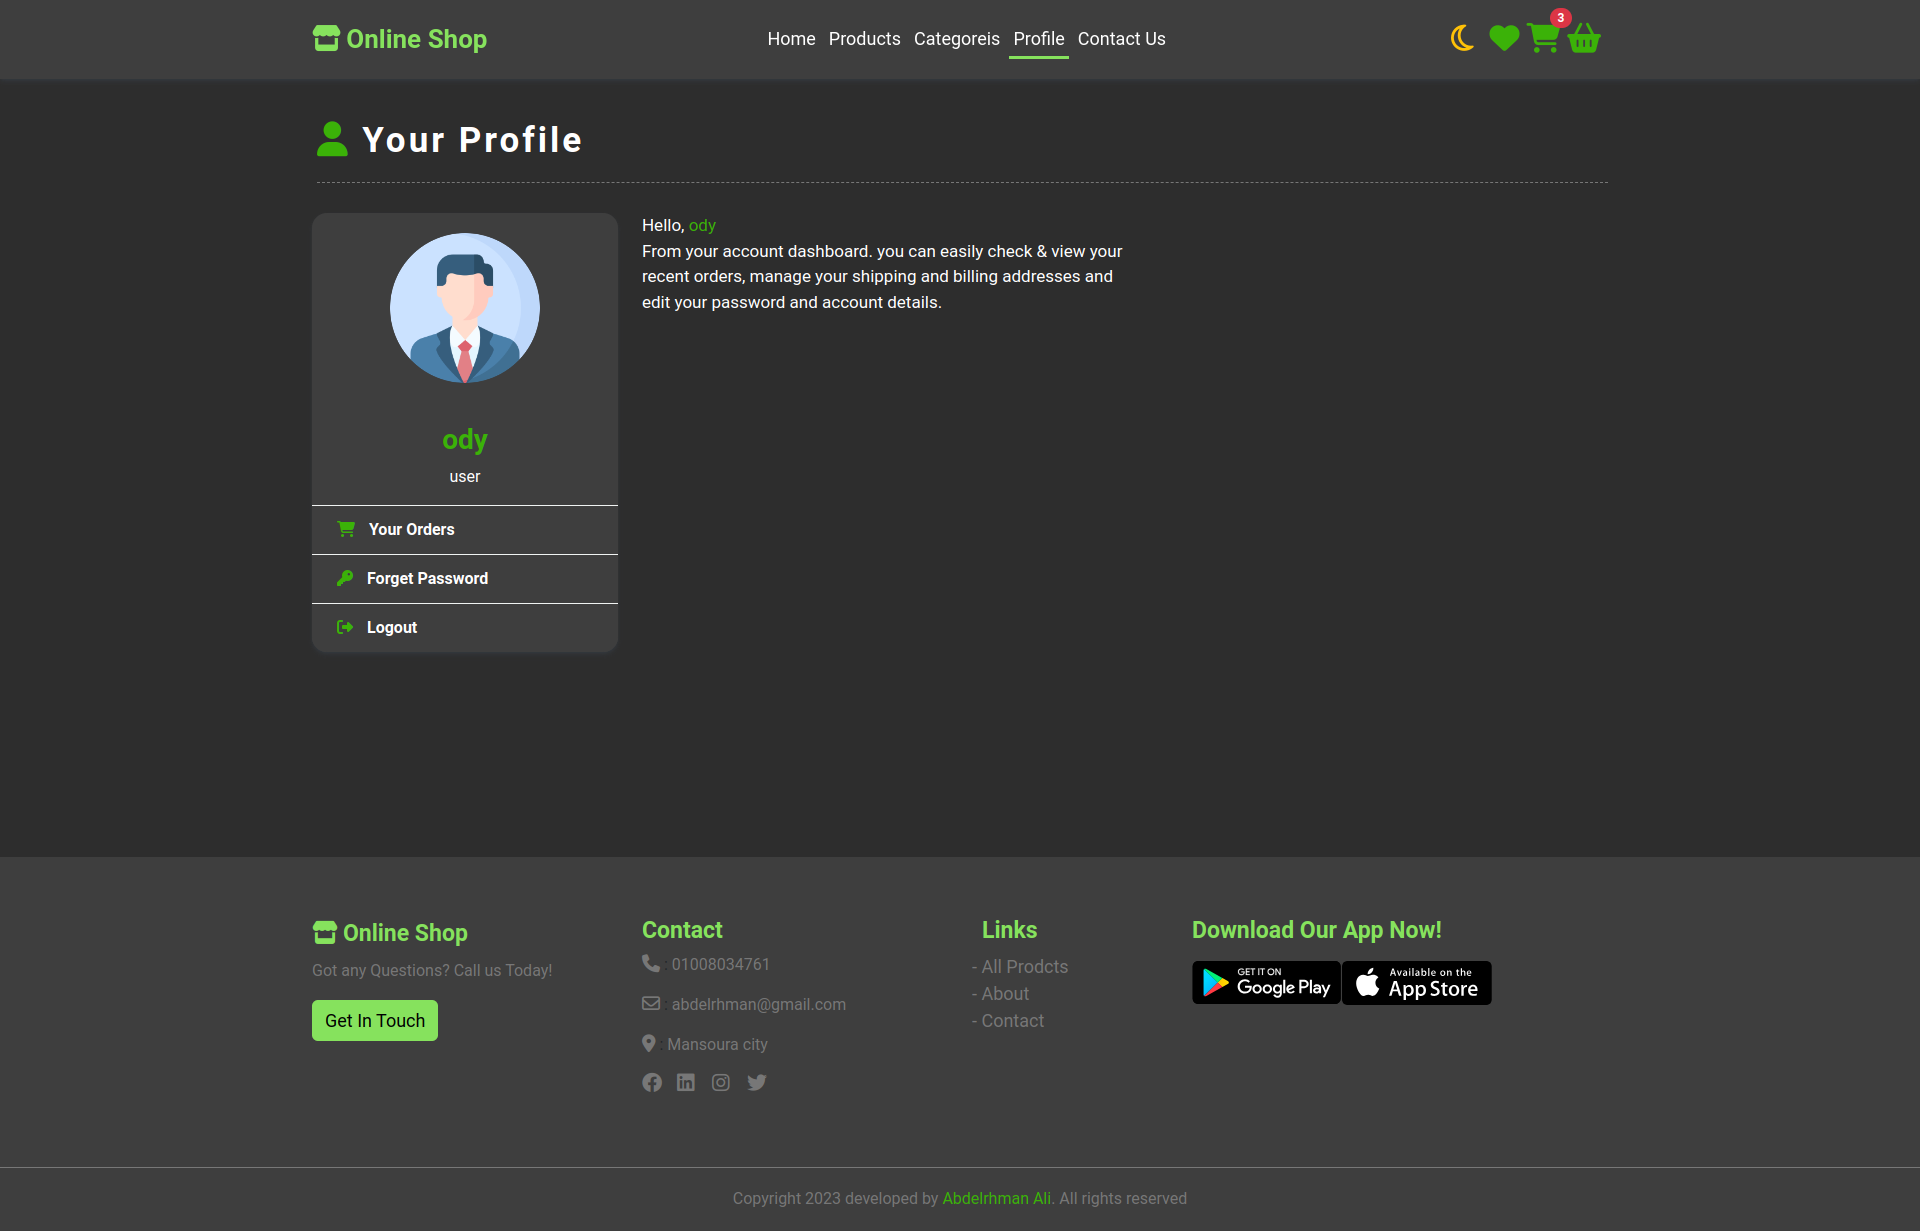 Online Shop
Home Products Categoreis Profile Contact Us
3
Your Profile
Hello, ody
From your account dashboard. you can easily check & view your
recent orders, manage your shipping and billing addresses and
edit your password and account details.
ody
user
Your Orders
Forget Password
Logout
Online Shop
Got any Questions? Call us Today!
Get In Touch
Contact
: 01008034761
: abdelrhman@gmail.com
: Mansoura city
Links
- All Prodcts
- About
- Contact
Download Our App Now!
GET IT ON
Google Play
Available on the
App Store
Copyright 2023 developed by Abdelrhman Ali. All rights reserved